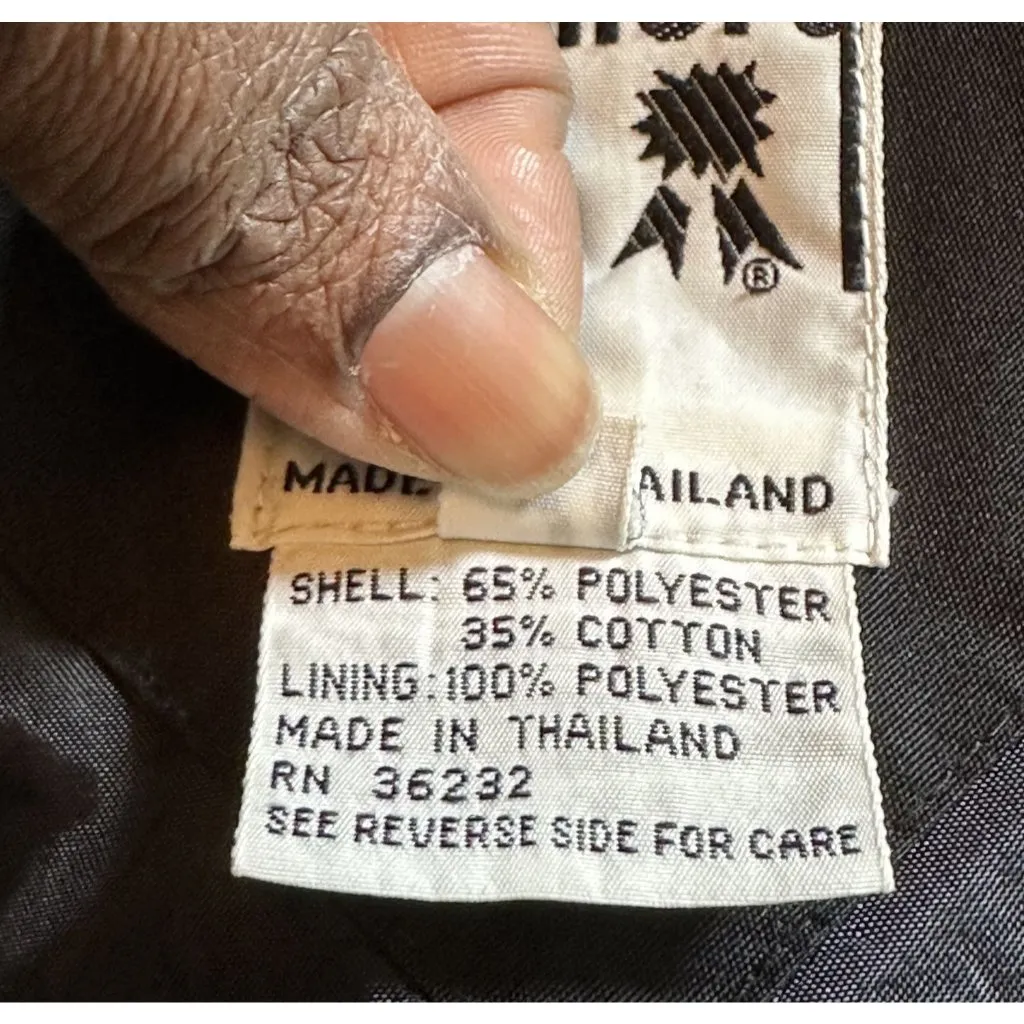 ®
MADE AILAND
SHELL: 65% POLYESTER
35% COTTON
LINING:100% POLYESTER
MADE IN THAILAND
RN 36232
SEE REVERSE SIDE FOR CARE